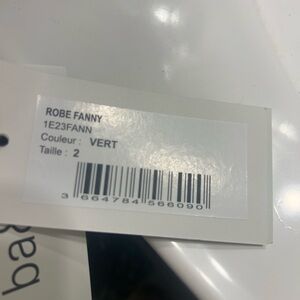 ROBE FANNY
1E23FANN
Couleur : VERT
Taille : 2
3 664784 566090